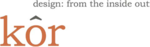 design: from the inside out
kôr